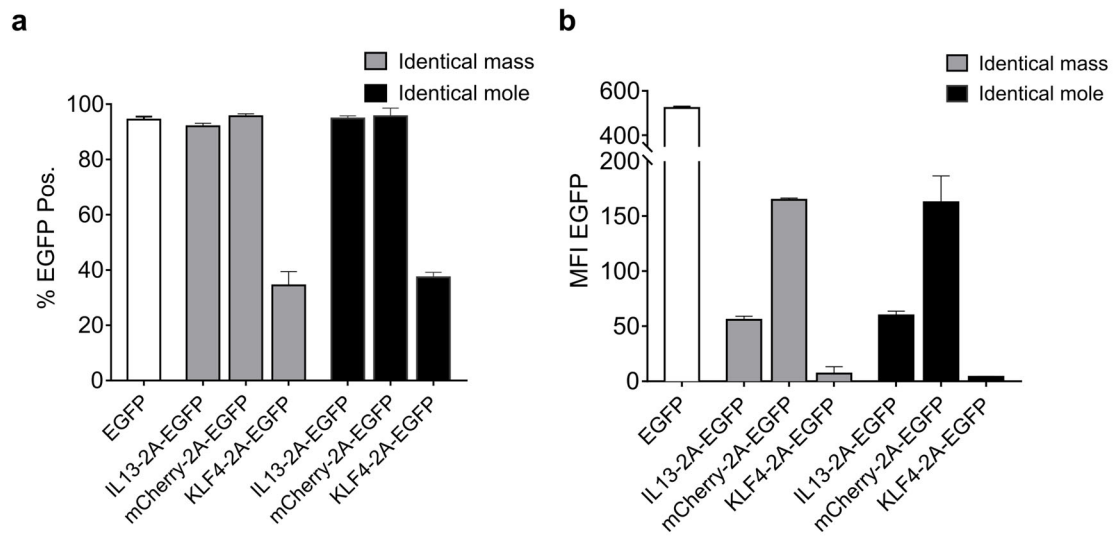 a
Identical mass
Identical mole
% EGFP Pos.
100
80
60
40
20
0
EGFP
IL13-2A-EGFP
mCherry-2A-EGFP
KLF4-2A-EGFP
IL13-2A-EGFP
mCherry-2A-EGFP
KLF4-2A-EGFP
b
Identical mass
Identical mole
MFI EGFP
600
400
200
150
100
50
0
EGFP
IL13-2A-EGFP
mCherry-2A-EGFP
KLF4-2A-EGFP
IL13-2A-EGFP
mCherry-2A-EGFP
KLF4-2A-EGFP